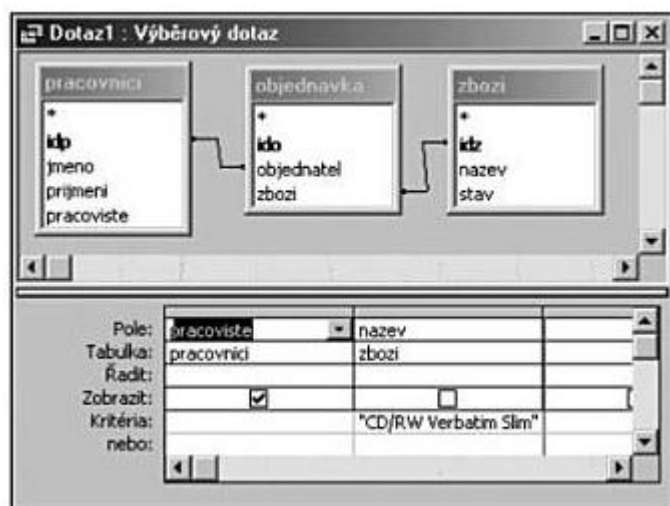 Dotaz1 : Výběrový dotaz
pracovnici objednavka zbozi
* * *
idp ido idz
jmeno objednatel nazev
prijmeni zbozi stav
pracoviste
Pole: pracoviste nazev
Tabulka: pracovnici zbozi
Řadit:
Zobrazit:
Kritéria: "CD/RW Verbatim Slim"
nebo: